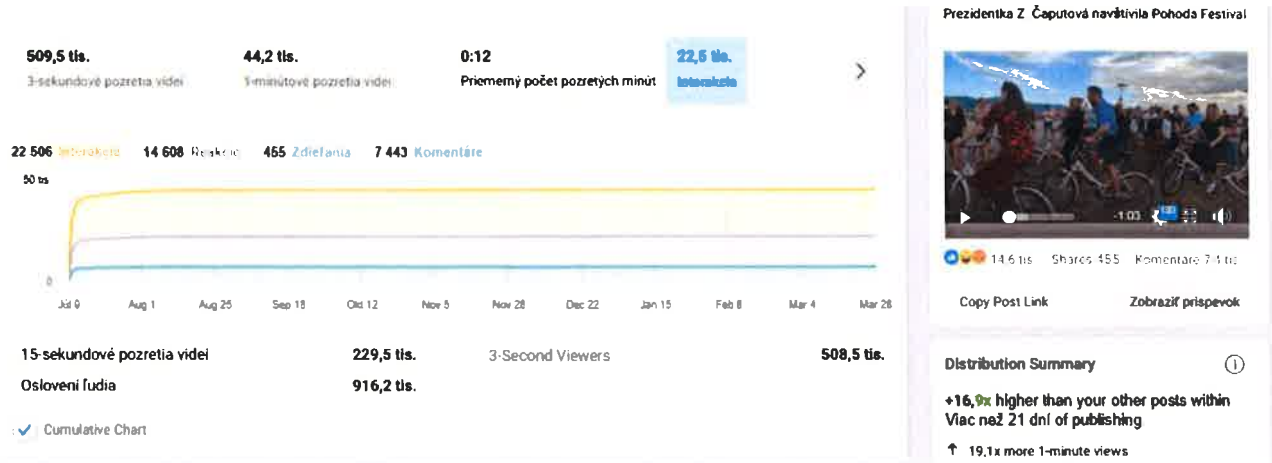 Prezidentka Z. Čaputová navštívila Pohoda Festival
509,5 tis.
44,2 tis.
0:12
22,5 tis.
3-sekundové pozretia videí
1-minútové pozretia videí
Priemerný počet pozretých minút
Interakcie
22 506 Interakcie 14 608 Reakcie 455 Zdieľania 7 443 Komentáre
50 tis
0
Júl 9 Aug 1 Aug 25 Sep 18 Okt 12 Nov 5 Nov 28 Dec 22 Jan 15 Feb 8 Mar 4 Mar 28
-1:03
14,6 tis Shares 455 Komentáre 7,4 tis
Copy Post Link
Zobraziť príspevok
15-sekundové pozretia videí 229,5 tis.
3-Second Viewers 508,5 tis.
Oslovení ľudia 916,2 tis.
Cumulative Chart
Distribution Summary
+16,9x higher than your other posts within
Viac než 21 dní of publishing
↑ 19,1x more 1-minute views